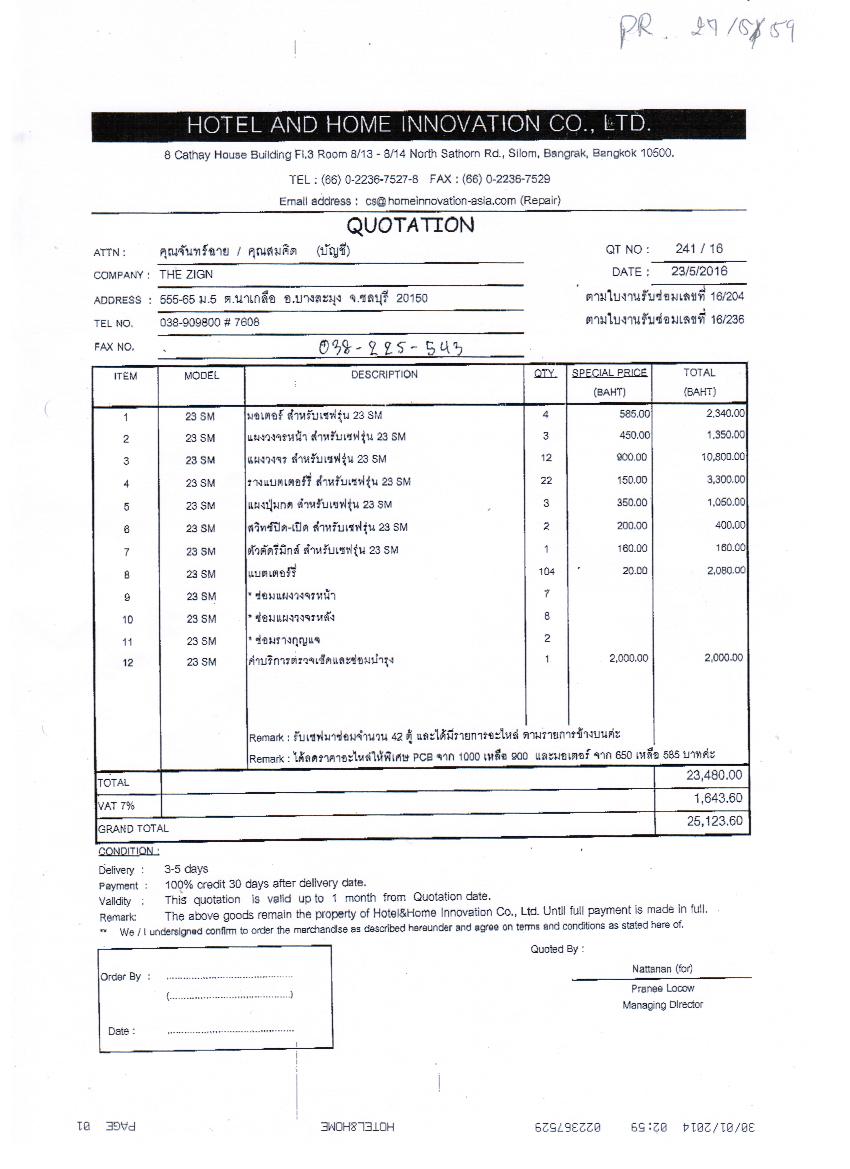 PR. 27/5/59
HOTEL AND HOME INNOVATION CO., LTD.
8 Cathay House Building Fl.3 Room 8/13 - 8/14 North Sathorn Rd., Silom, Bangrak, Bangkok 10500.
TEL : (66) 0-2236-7527-8 FAX : (66) 0-2236-7529
Email address : cs@homeinnovation-asia.com (Repair)
QUOTATION
ATTN : คุณจันทร์ฉาย / คุณสมคิด (บัญชี) QT NO : 241 / 16
COMPANY : THE ZIGN DATE : 23/5/2016
ADDRESS : 555-65 ม.5 ต.นาเกลือ อ.บางละมุง จ.ชลบุรี 20150 ตามใบงานรับซ่อมเลขที่ 16/204
TEL NO. 038-909800 # 7608 ตามใบงานรับซ่อมเลขที่ 16/236
FAX NO. 038-225-543
ITEM MODEL DESCRIPTION QTY. SPECIAL PRICE TOTAL
(BAHT) (BAHT)
1 23 SM มอเตอร์ สำหรับเซฟรุ่น 23 SM 4 585.00 2,340.00
2 23 SM แผงวงจรหน้า สำหรับเซฟรุ่น 23 SM 3 450.00 1,350.00
3 23 SM แผงวงจร สำหรับเซฟรุ่น 23 SM 12 900.00 10,800.00
4 23 SM รางแบตเตอร์รี่ สำหรับเซฟรุ่น 23 SM 22 150.00 3,300.00
5 23 SM แผงปุ่มกด สำหรับเซฟรุ่น 23 SM 3 350.00 1,050.00
6 23 SM สวิทช์ปิด-เปิด สำหรับเซฟรุ่น 23 SM 2 200.00 400.00
7 23 SM ตัวคัตรีมิกส์ สำหรับเซฟรุ่น 23 SM 1 160.00 160.00
8 23 SM แบตเตอร์รี่ 104 20.00 2,080.00
9 23 SM * ซ่อมแผงวงจรหน้า 7
10 23 SM * ซ่อมแผงวงจรหลัง 8
11 23 SM * ซ่อมรางกุญแจ 2
12 23 SM ค่าบริการตรวจเช็คและซ่อมบำรุง 1 2,000.00 2,000.00
Remark : รับเซฟมาซ่อมจำนวน 42 ตู้ และได้มีรายการอะไหล่ ตามรายการข้างบนค่ะ
Remark : ได้ลดราคาอะไหล่ให้พิเศษ PCB จาก 1000 เหลือ 900 และมอเตอร์ จาก 650 เหลือ 585 บาทค่ะ
TOTAL 23,480.00
VAT 7% 1,643.60
GRAND TOTAL 25,123.60
CONDITION :
Delivery : 3-5 days
Payment : 100% credit 30 days after delivery date.
Validity : This quotation is valid up to 1 month from Quotation date.
Remark: The above goods remain the property of Hotel&Home Innovation Co., Ltd. Until full payment is made in full.
** We / I undersigned confirm to order the merchandise as described hereunder and agree on terms and conditions as stated here of.
Quoted By :
Order By : ........................................
(........................................)
Date : ........................................
Nattanan (for)
Pranee Locow
Managing Director
30/01/2014 02:59 022367529 HOTEL&HOME PAGE 01